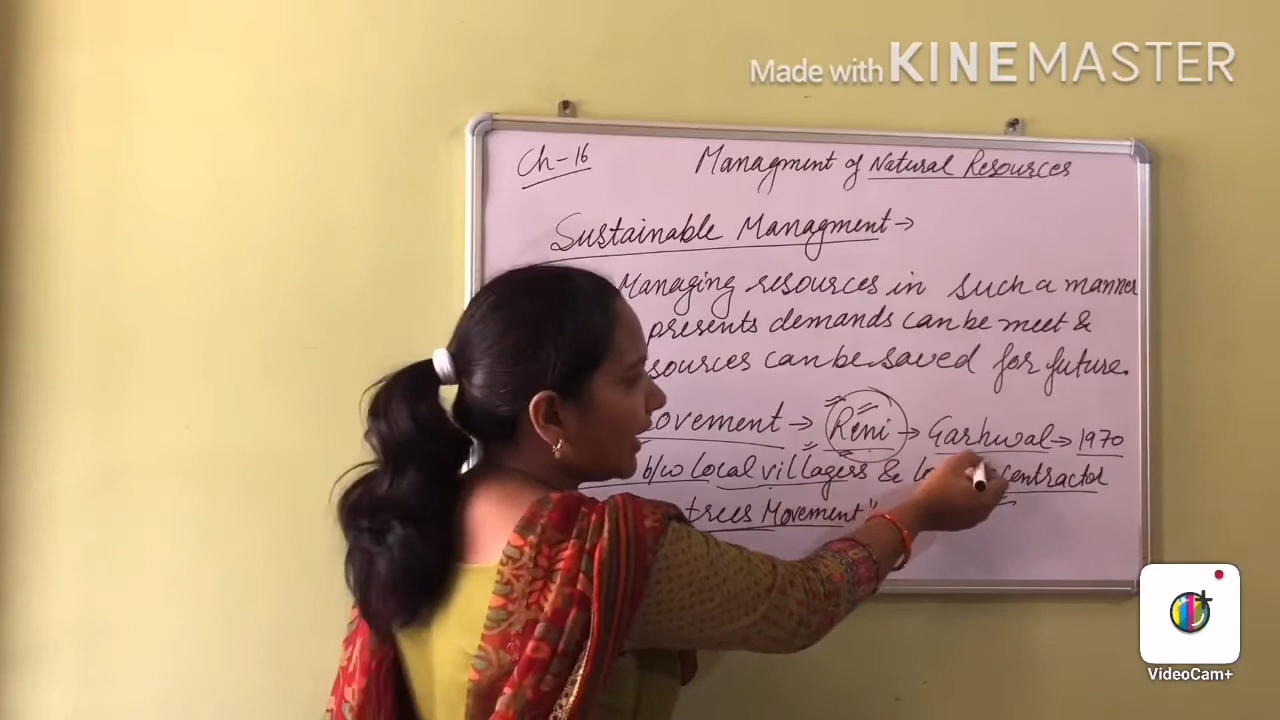 Made with KINEMASTER
Ch-16 Managment of Natural Resources
Sustainable Managment →
Managing resources in such a manner
presents demands can be meet &
sources can be saved for future.
ovement → Reni → Garhwal → 1970
b/w local villagers & contractor
trees Movement"
VideoCam+